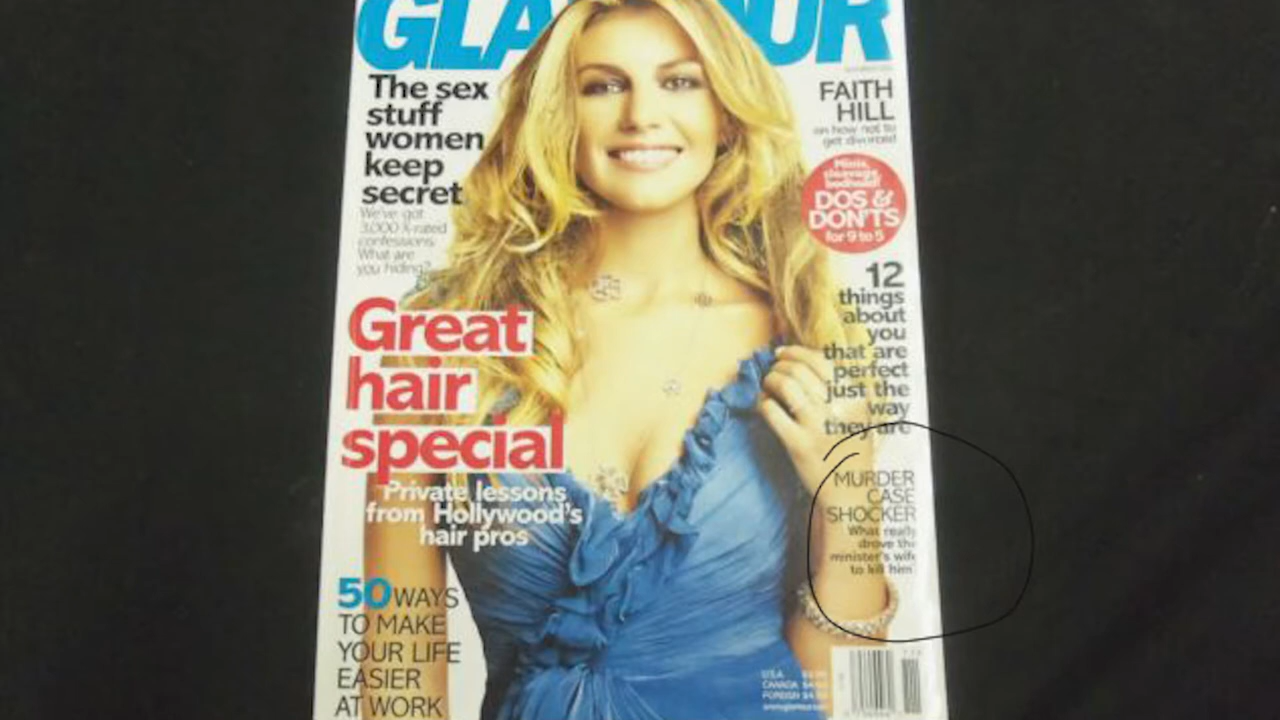 GLAMOUR
The sex
stuff
women
keep
secret
We've got
3,000 X-rated
confessions.
What are
you hiding?
Great
hair
special
Private lessons
from Hollywood's
hair pros
50 WAYS
TO MAKE
YOUR LIFE
EASIER
AT WORK
FAITH
HILL
on how not to
get divorced
Minis,
cleavage,
bedhead!
DOS &
DON'TS
for 9 to 5
12
things
about
you
that are
perfect
just the
way
they are
MURDER
CASE
SHOCKER
What really
drove the
minister's wife
to kill him
U.S.A.
CANADA
FOREIGN